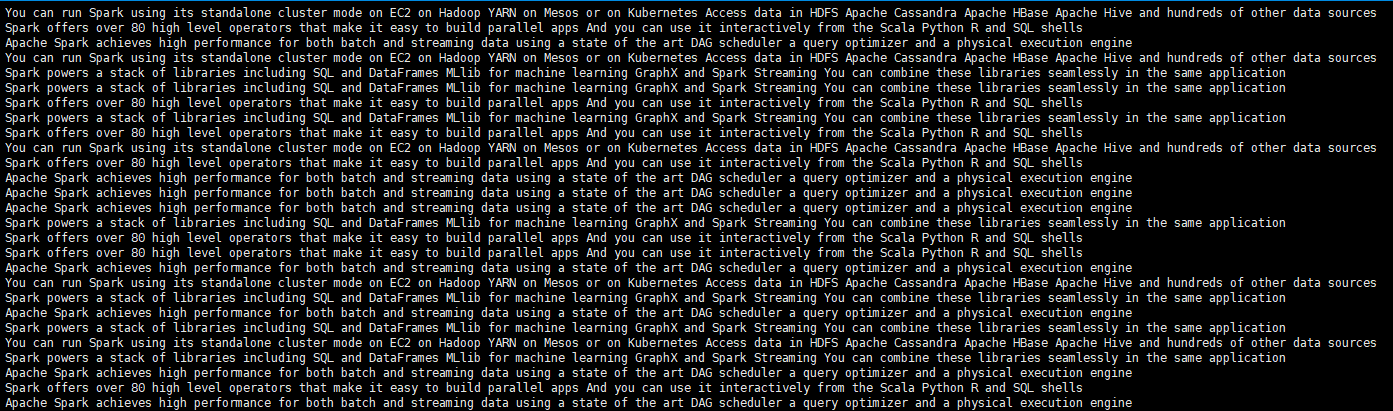 You can run Spark using its standalone cluster mode on EC2 on Hadoop YARN on Mesos or on Kubernetes Access data in HDFS Apache Cassandra Apache HBase Apache Hive and hundreds of other data sources
Spark offers over 80 high level operators that make it easy to build parallel apps And you can use it interactively from the Scala Python R and SQL shells
Apache Spark achieves high performance for both batch and streaming data using a state of the art DAG scheduler a query optimizer and a physical execution engine
You can run Spark using its standalone cluster mode on EC2 on Hadoop YARN on Mesos or on Kubernetes Access data in HDFS Apache Cassandra Apache HBase Apache Hive and hundreds of other data sources
Spark powers a stack of libraries including SQL and DataFrames MLlib for machine learning GraphX and Spark Streaming You can combine these libraries seamlessly in the same application
Spark powers a stack of libraries including SQL and DataFrames MLlib for machine learning GraphX and Spark Streaming You can combine these libraries seamlessly in the same application
Spark offers over 80 high level operators that make it easy to build parallel apps And you can use it interactively from the Scala Python R and SQL shells
Spark powers a stack of libraries including SQL and DataFrames MLlib for machine learning GraphX and Spark Streaming You can combine these libraries seamlessly in the same application
Spark offers over 80 high level operators that make it easy to build parallel apps And you can use it interactively from the Scala Python R and SQL shells
You can run Spark using its standalone cluster mode on EC2 on Hadoop YARN on Mesos or on Kubernetes Access data in HDFS Apache Cassandra Apache HBase Apache Hive and hundreds of other data sources
Spark offers over 80 high level operators that make it easy to build parallel apps And you can use it interactively from the Scala Python R and SQL shells
Apache Spark achieves high performance for both batch and streaming data using a state of the art DAG scheduler a query optimizer and a physical execution engine
Apache Spark achieves high performance for both batch and streaming data using a state of the art DAG scheduler a query optimizer and a physical execution engine
Apache Spark achieves high performance for both batch and streaming data using a state of the art DAG scheduler a query optimizer and a physical execution engine
Spark powers a stack of libraries including SQL and DataFrames MLlib for machine learning GraphX and Spark Streaming You can combine these libraries seamlessly in the same application
Spark offers over 80 high level operators that make it easy to build parallel apps And you can use it interactively from the Scala Python R and SQL shells
Spark offers over 80 high level operators that make it easy to build parallel apps And you can use it interactively from the Scala Python R and SQL shells
Apache Spark achieves high performance for both batch and streaming data using a state of the art DAG scheduler a query optimizer and a physical execution engine
You can run Spark using its standalone cluster mode on EC2 on Hadoop YARN on Mesos or on Kubernetes Access data in HDFS Apache Cassandra Apache HBase Apache Hive and hundreds of other data sources
Spark powers a stack of libraries including SQL and DataFrames MLlib for machine learning GraphX and Spark Streaming You can combine these libraries seamlessly in the same application
Apache Spark achieves high performance for both batch and streaming data using a state of the art DAG scheduler a query optimizer and a physical execution engine
Spark powers a stack of libraries including SQL and DataFrames MLlib for machine learning GraphX and Spark Streaming You can combine these libraries seamlessly in the same application
You can run Spark using its standalone cluster mode on EC2 on Hadoop YARN on Mesos or on Kubernetes Access data in HDFS Apache Cassandra Apache HBase Apache Hive and hundreds of other data sources
Spark powers a stack of libraries including SQL and DataFrames MLlib for machine learning GraphX and Spark Streaming You can combine these libraries seamlessly in the same application
Apache Spark achieves high performance for both batch and streaming data using a state of the art DAG scheduler a query optimizer and a physical execution engine
Spark offers over 80 high level operators that make it easy to build parallel apps And you can use it interactively from the Scala Python R and SQL shells
Apache Spark achieves high performance for both batch and streaming data using a state of the art DAG scheduler a query optimizer and a physical execution engine